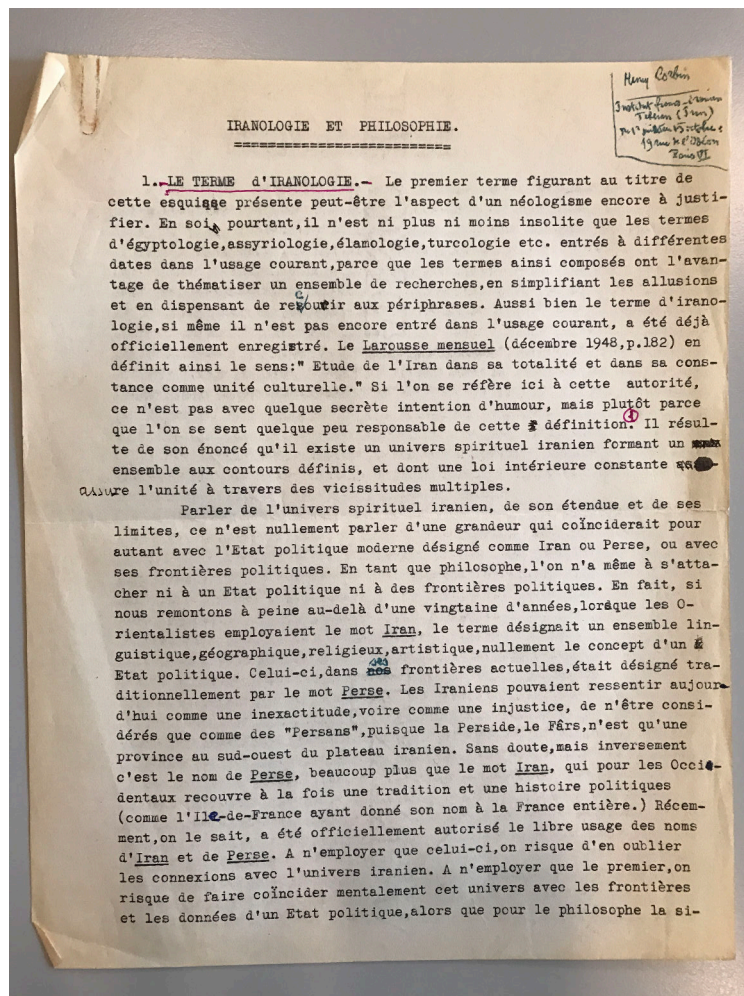 Henry Corbin
Institut franco-iranien
Téhéran (Iran)
19 rue de l'Odéon
Paris VI
IRANOLOGIE ET PHILOSOPHIE.
==========================
1.-LE TERME d'IRANOLOGIE.- Le premier terme figurant au titre de
cette esquisse présente peut-être l'aspect d'un néologisme encore à justi-
fier. En soi, pourtant,il n'est ni plus ni moins insolite que les termes
d'égyptologie,assyriologie,élamologie,turcologie etc. entrés à différentes
dates dans l'usage courant,parce que les termes ainsi composés ont l'avan-
tage de thématiser un ensemble de recherches,en simplifiant les allusions
et en dispensant de recourir aux périphrases. Aussi bien le terme d'irano-
logie,si même il n'est pas encore entré dans l'usage courant, a été déjà
officiellement enregistré. Le Larousse mensuel (décembre 1948,p.182) en
définit ainsi le sens:" Etude de l'Iran dans sa totalité et dans sa cons-
tance comme unité culturelle." Si l'on se réfère ici à cette autorité,
ce n'est pas avec quelque secrète intention d'humour, mais plutôt parce
que l'on se sent quelque peu responsable de cette définition.(1) Il résul-
te de son énoncé qu'il existe un univers spirituel iranien formant un
ensemble aux contours définis, et dont une loi intérieure constante
assure l'unité à travers des vicissitudes multiples.
Parler de l'univers spirituel iranien, de son étendue et de ses
limites, ce n'est nullement parler d'une grandeur qui coïnciderait pour
autant avec l'Etat politique moderne désigné comme Iran ou Perse, ou avec
ses frontières politiques. En tant que philosophe,l'on n'a même à s'atta-
cher ni à un Etat politique ni à des frontières politiques. En fait, si
nous remontons à peine au-delà d'une vingtaine d'années,lorsque les O-
rientalistes employaient le mot Iran, le terme désignait un ensemble lin-
guistique,géographique,religieux,artistique,nullement le concept d'un
Etat politique. Celui-ci,dans ses frontières actuelles,était désigné tra-
ditionnellement par le mot Perse. Les Iraniens pouvaient ressentir aujour-
d'hui comme une inexactitude,voire comme une injustice, de n'être consi-
dérés que comme des "Persans",puisque la Perside,le Fârs,n'est qu'une
province au sud-ouest du plateau iranien. Sans doute,mais inversement
c'est le nom de Perse, beaucoup plus que le mot Iran, qui pour les Occi-
dentaux recouvre à la fois une tradition et une histoire politiques
(comme l'Ile-de-France ayant donné son nom à la France entière.) Récem-
ment,on le sait, a été officiellement autorisé le libre usage des noms
d'Iran et de Perse. A n'employer que celui-ci,on risque d'en oublier
les connexions avec l'univers iranien. A n'employer que le premier,on
risque de faire coïncider mentalement cet univers avec les frontières
et les données d'un Etat politique,alors que pour le philosophe la si-